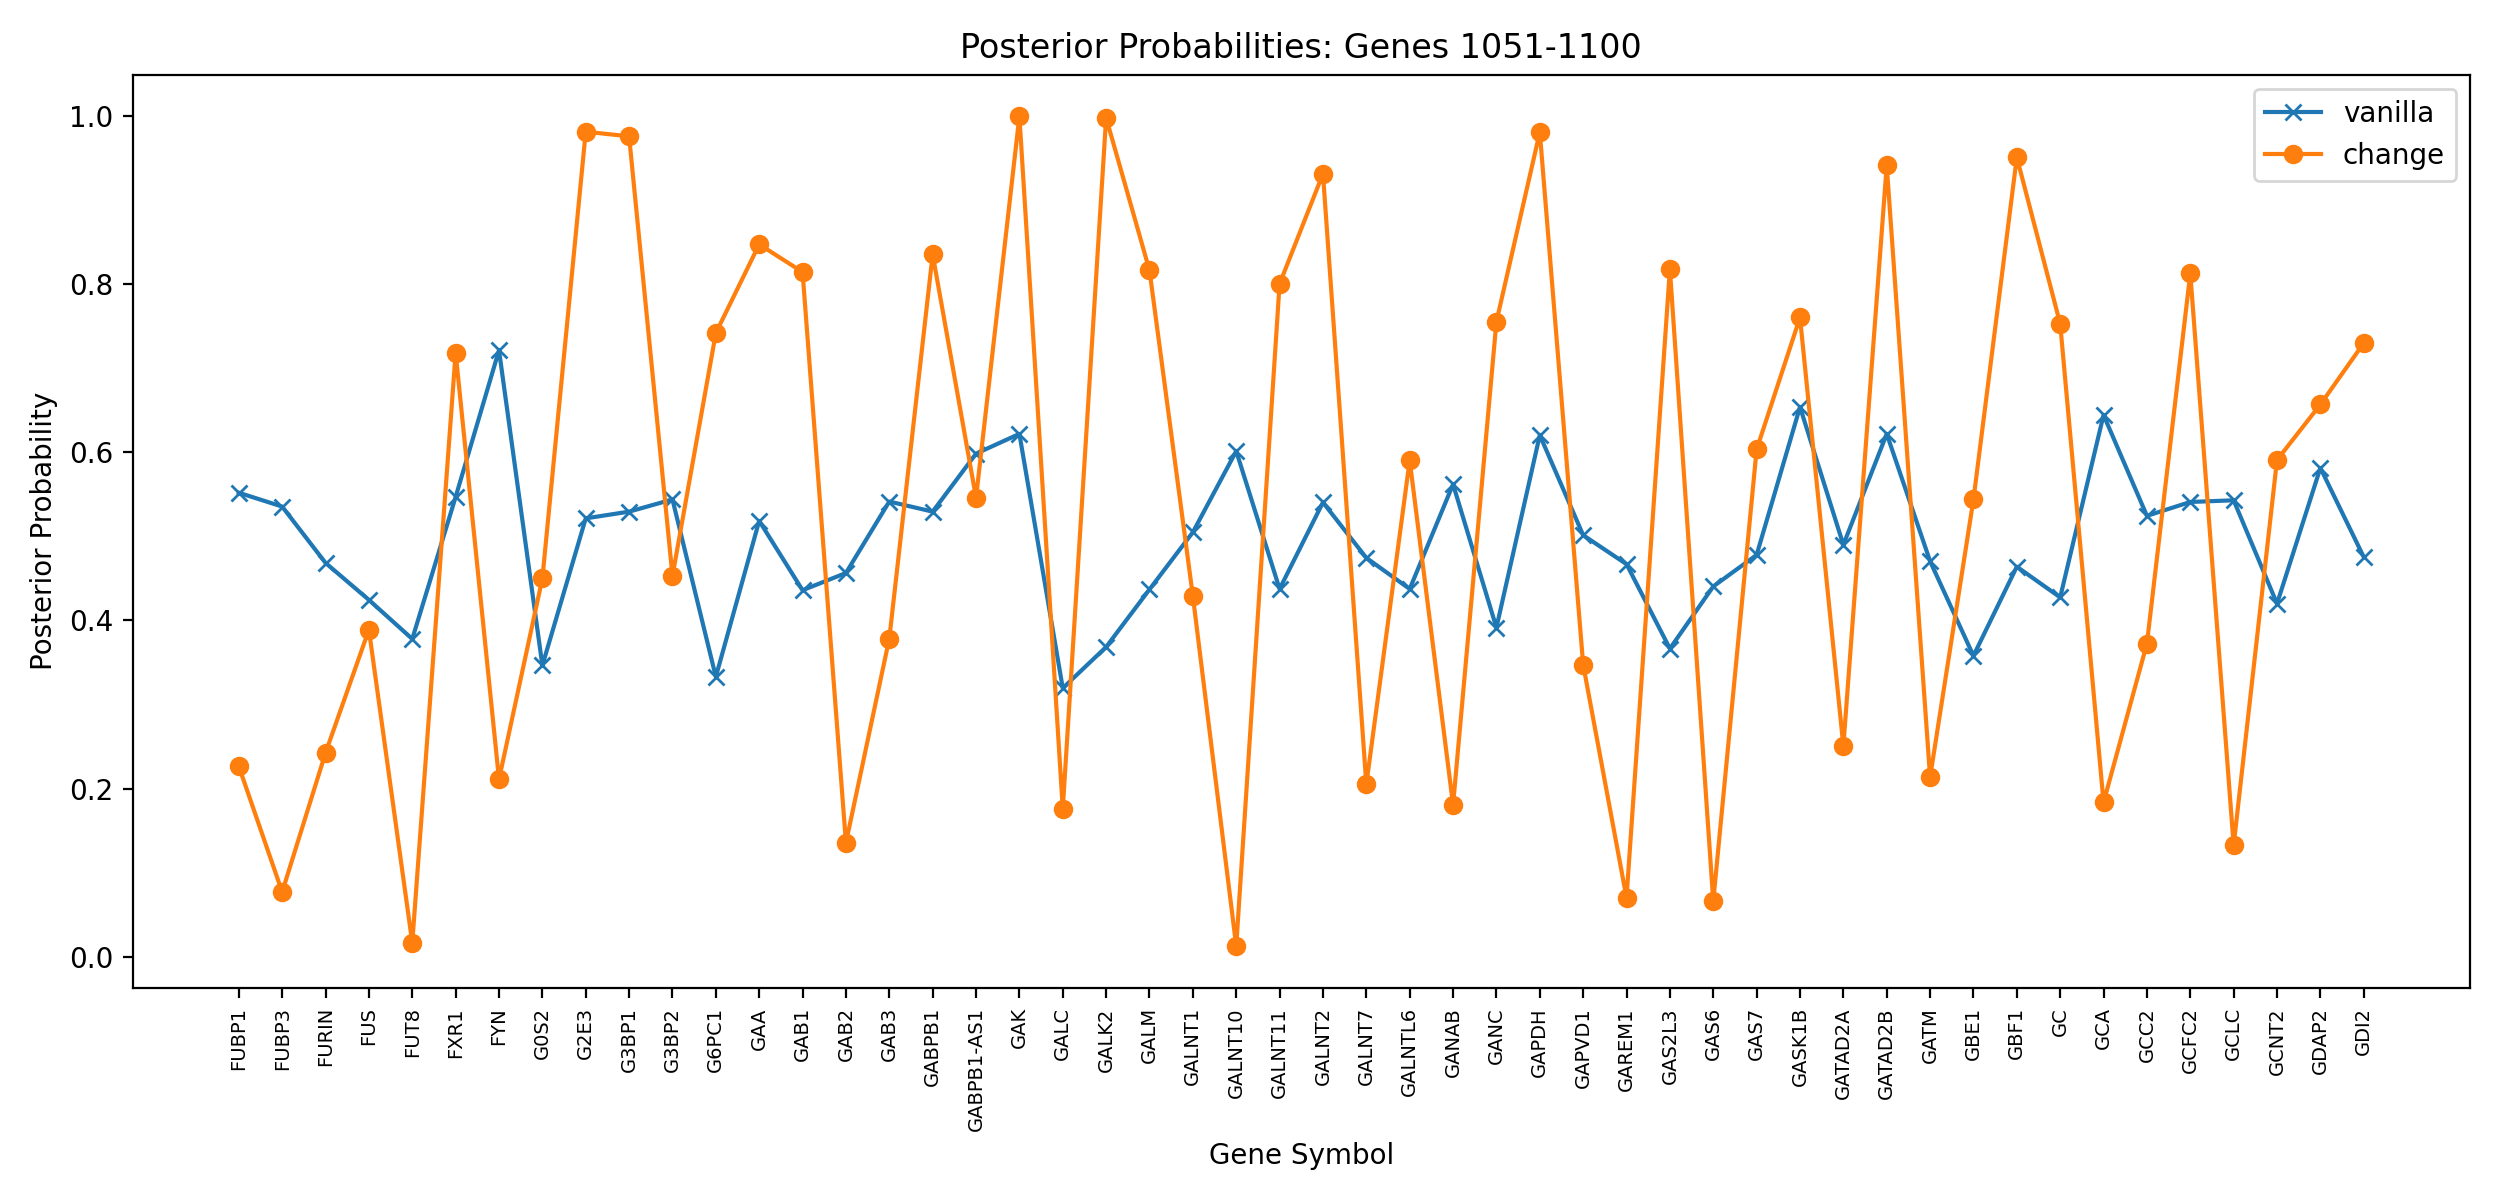 Posterior Probabilities: Genes 1051-1100
vanilla
change
Posterior Probability
1.0
0.8
0.6
0.4
0.2
0.0
FUBP1
FUBP3
FURIN
FUS
FUT8
FXR1
FYN
G0S2
G2E3
G3BP1
G3BP2
G6PC1
GAA
GAB1
GAB2
GAB3
GABPB1
GABPB1-AS1
GAK
GALC
GALK2
GALM
GALNT1
GALNT10
GALNT11
GALNT2
GALNT7
GALNTL6
GANAB
GANC
GAPDH
GAPVD1
GAREM1
GAS2L3
GAS6
GAS7
GASK1B
GATAD2A
GATAD2B
GATM
GBE1
GBF1
GC
GCA
GCC2
GCFC2
GCLC
GCNT2
GDAP2
GDI2
Gene Symbol